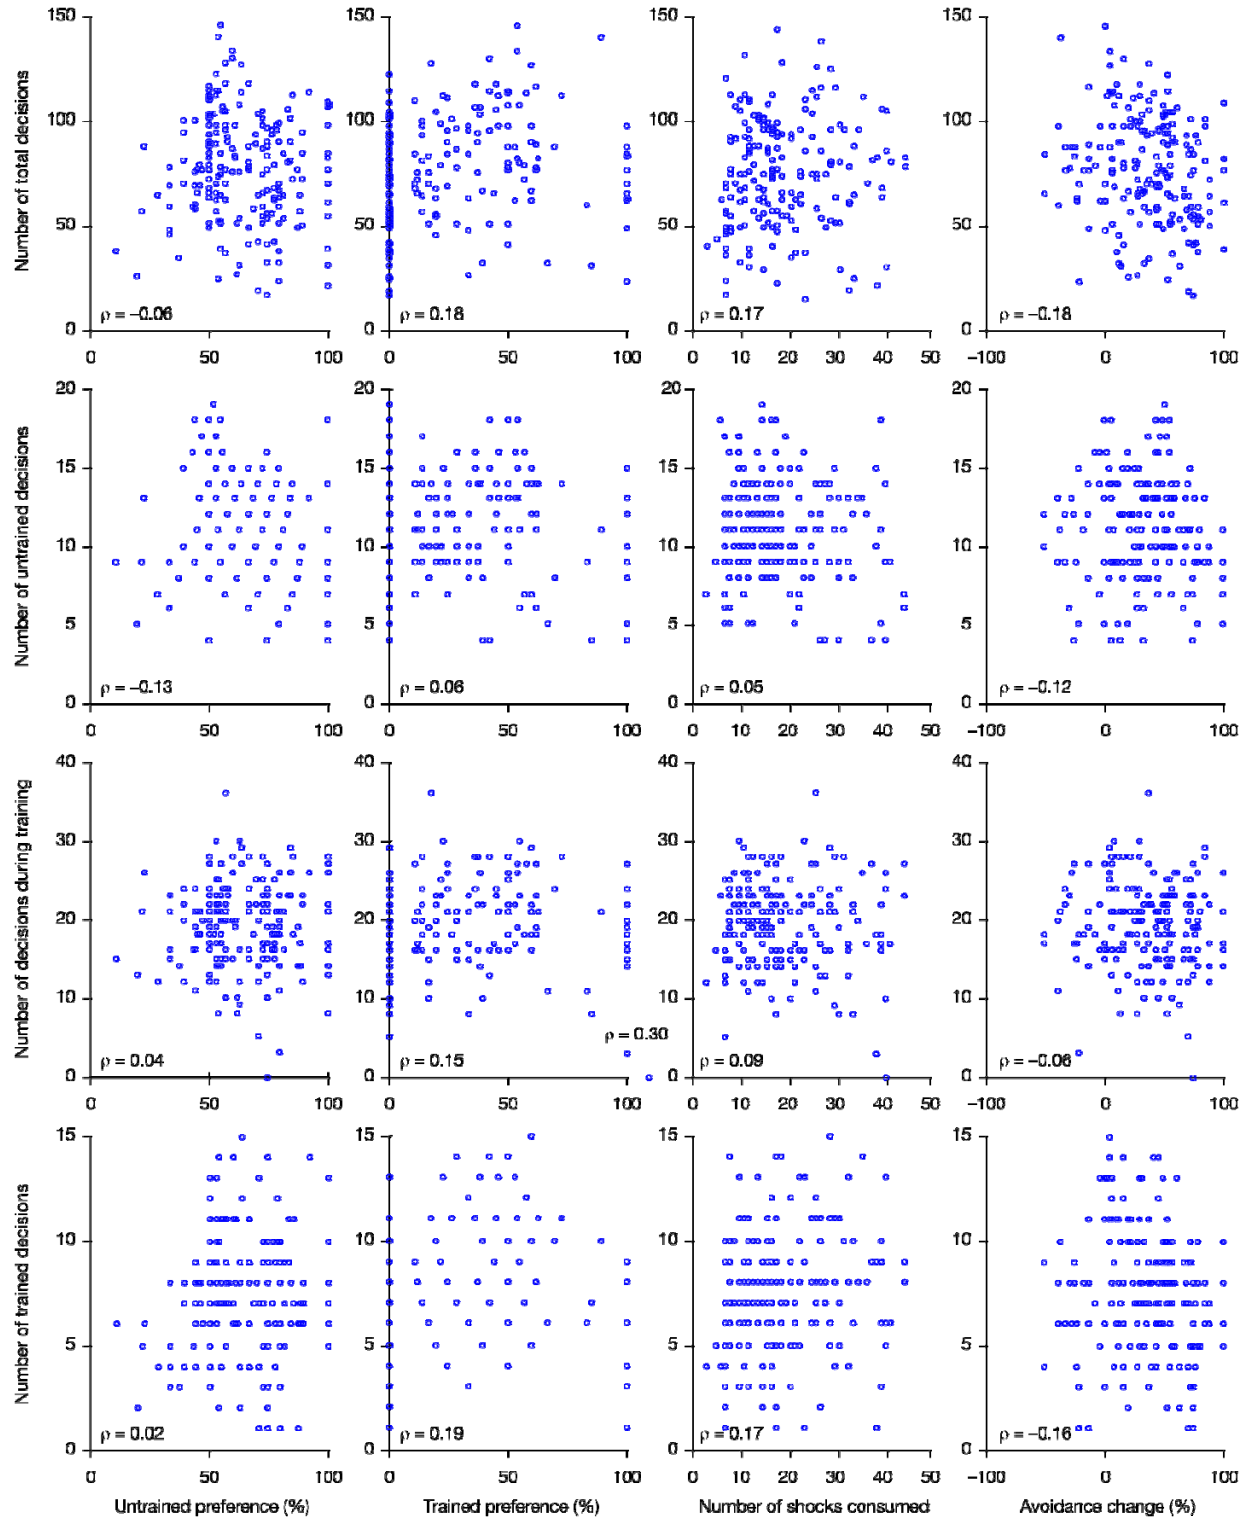 Number of total decisions
150
100
50
0
ρ = −0.06
0 50 100
150
100
50
0
ρ = 0.18
0 50 100
150
100
50
0
ρ = 0.17
0 10 20 30 40 50
150
100
50
0
ρ = −0.18
−100 0 100
Number of untrained decisions
20
15
10
5
0
ρ = −0.13
0 50 100
20
15
10
5
0
ρ = 0.06
0 50 100
20
15
10
5
0
ρ = 0.05
0 10 20 30 40 50
20
15
10
5
0
ρ = −0.12
−100 0 100
Number of decisions during training
40
30
20
10
0
ρ = 0.04
0 50 100
40
30
20
10
0
ρ = 0.15
ρ = 0.30
0 50 100
40
30
20
10
0
ρ = 0.09
0 10 20 30 40 50
40
30
20
10
0
ρ = −0.06
−100 0 100
Number of trained decisions
15
10
5
0
ρ = 0.02
0 50 100
Untrained preference (%)
15
10
5
0
ρ = 0.19
0 50 100
Trained preference (%)
15
10
5
0
ρ = 0.17
0 10 20 30 40 50
Number of shocks consumed
15
10
5
0
ρ = −0.16
−100 0 100
Avoidance change (%)